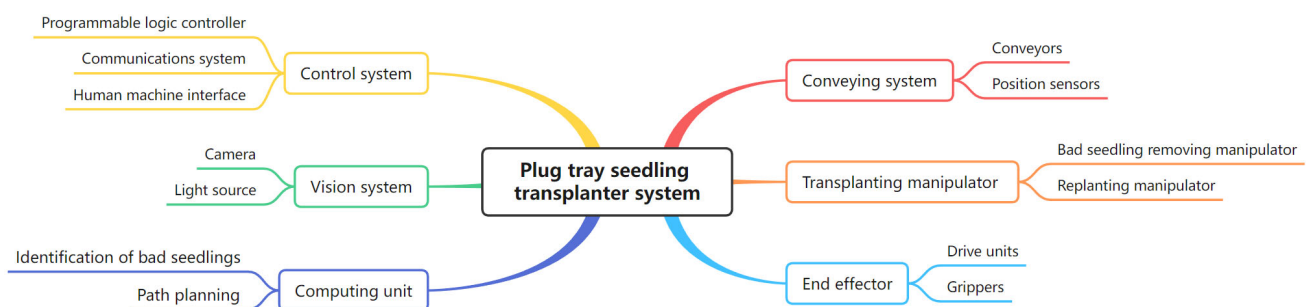 Programmable logic controller
Communications system
Human machine interface
Control system
Camera
Light source
Vision system
Identification of bad seedlings
Path planning
Computing unit
Plug tray seedling
transplanter system
Conveying system
Conveyors
Position sensors
Transplanting manipulator
Bad seedling removing manipulator
Replanting manipulator
End effector
Drive units
Grippers